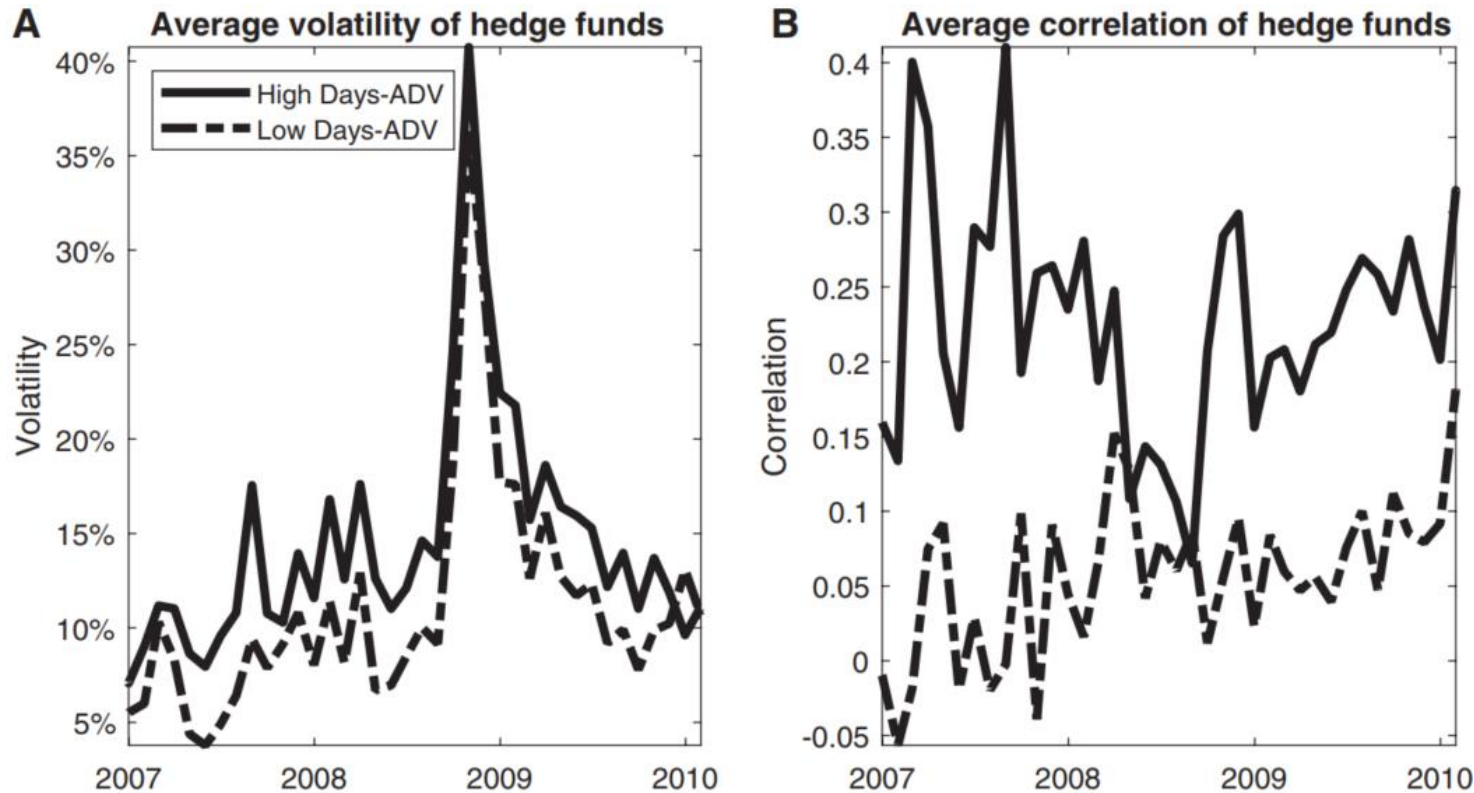 A Average volatility of hedge funds
40%
35%
30%
25%
20%
15%
10%
5%
Volatility
High Days-ADV
Low Days-ADV
2007 2008 2009 2010
B Average correlation of hedge funds
0.4
0.35
0.3
0.25
0.2
0.15
0.1
0.05
0
-0.05
Correlation
2007 2008 2009 2010